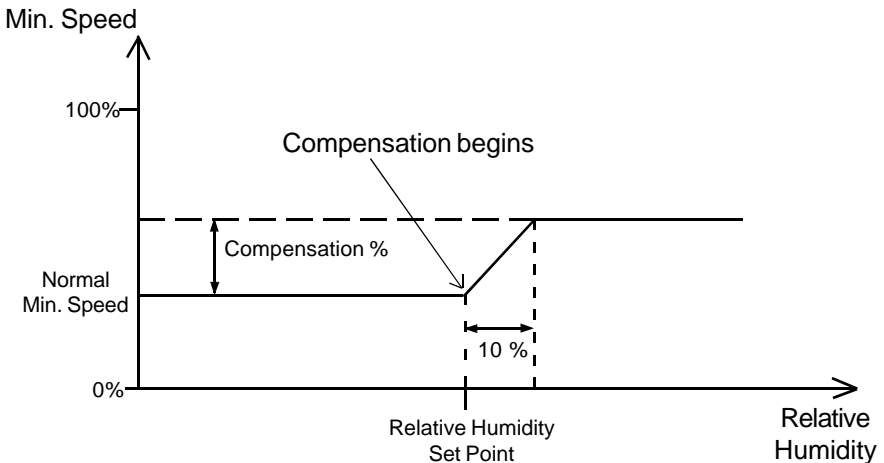 Min. Speed
100%
Compensation begins
Compensation %
Normal
Min. Speed
10 %
0%
Relative Humidity
Set Point
Relative
Humidity